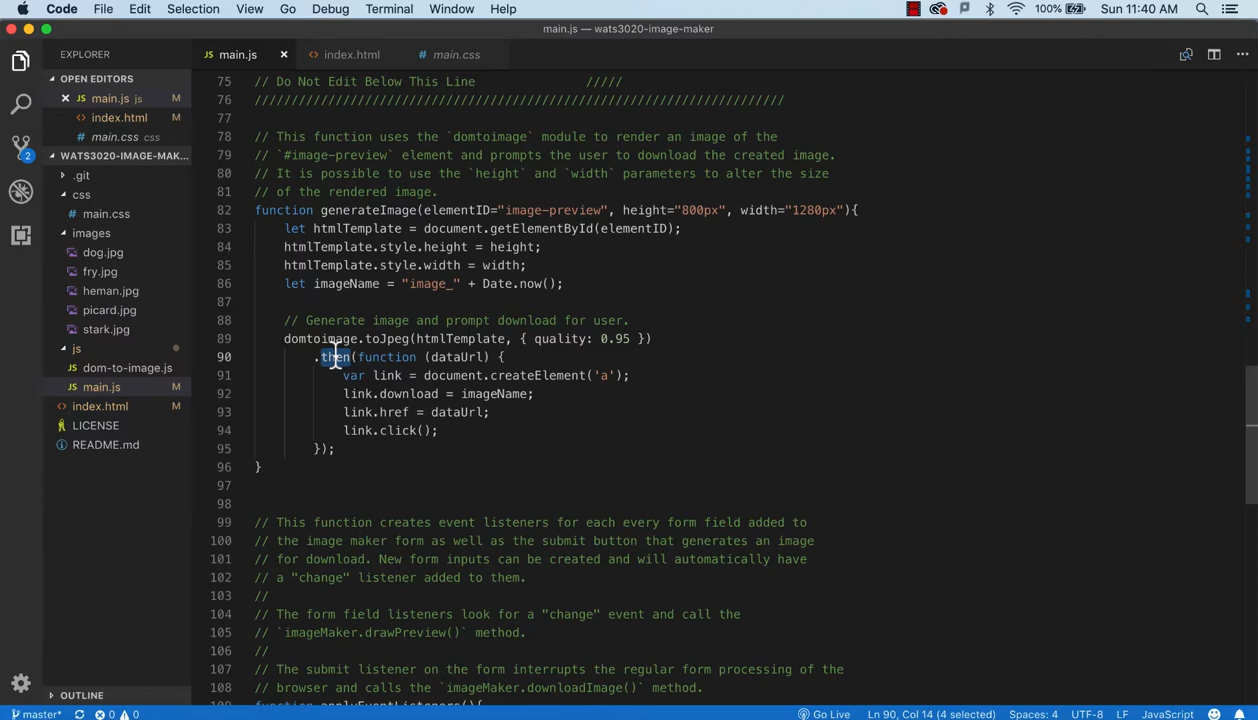 Code File Edit Selection View Go Debug Terminal Window Help 100% Sun 11:40 AM
main.js — wats3020-image-maker
EXPLORER
main.js index.html main.css
OPEN EDITORS
main.js js M
index.html M
main.css css
WATS3020-IMAGE-MAK...
.git
css
main.css
images
dog.jpg
fry.jpg
heman.jpg
picard.jpg
stark.jpg
js
dom-to-image.js
main.js M
index.html M
LICENSE
README.md
OUTLINE
2
75 // Do Not Edit Below This Line /////
76 ////////////////////////////////////////////////////////////////////////
77
78 // This function uses the `domtoimage` module to render an image of the
79 // `#image-preview` element and prompts the user to download the created image.
80 // It is possible to use the `height` and `width` parameters to alter the size
81 // of the rendered image.
82 function generateImage(elementID="image-preview", height="800px", width="1280px"){
83 let htmlTemplate = document.getElementById(elementID);
84 htmlTemplate.style.height = height;
85 htmlTemplate.style.width = width;
86 let imageName = "image_" + Date.now();
87
88 // Generate image and prompt download for user.
89 domtoimage.toJpeg(htmlTemplate, { quality: 0.95 })
90 .then(function (dataUrl) {
91 var link = document.createElement('a');
92 link.download = imageName;
93 link.href = dataUrl;
94 link.click();
95 });
96 }
97
98
99 // This function creates event listeners for each every form field added to
100 // the image maker form as well as the submit button that generates an image
101 // for download. New form inputs can be created and will automatically have
102 // a "change" listener added to them.
103 //
104 // The form field listeners look for a "change" event and call the
105 // `imageMaker.drawPreview()` method.
106 //
107 // The submit listener on the form interrupts the regular form processing of the
108 // browser and calls the `imageMaker.downloadImage()` method.
109 function applyEventListeners(){
master* 0 0 Go Live Ln 90, Col 14 (4 selected) Spaces: 4 UTF-8 LF JavaScript